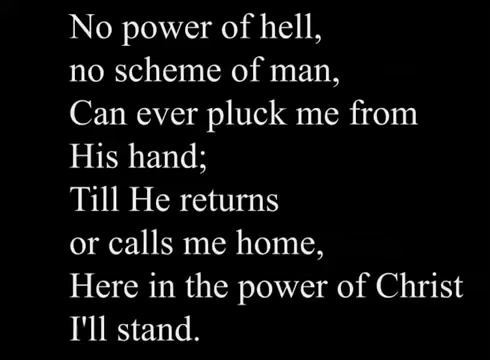 No power of hell,
no scheme of man,
Can ever pluck me from
His hand;
Till He returns
or calls me home,
Here in the power of Christ
I'll stand.